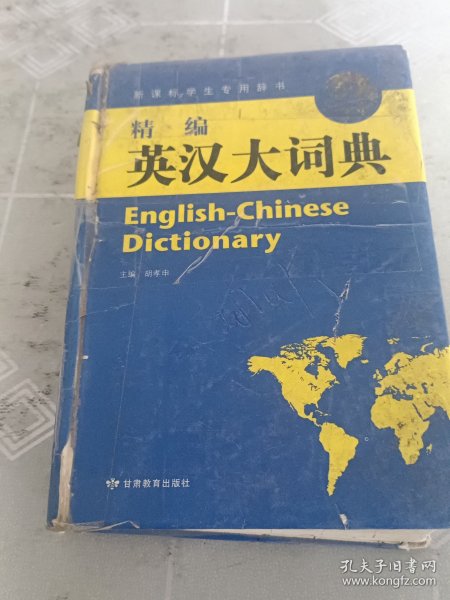 新课标学生专用辞书
精 编
英汉大词典
English-Chinese
Dictionary
主编 胡孝申
甘肃教育出版社
孔夫子旧书网
www.kongfz.com